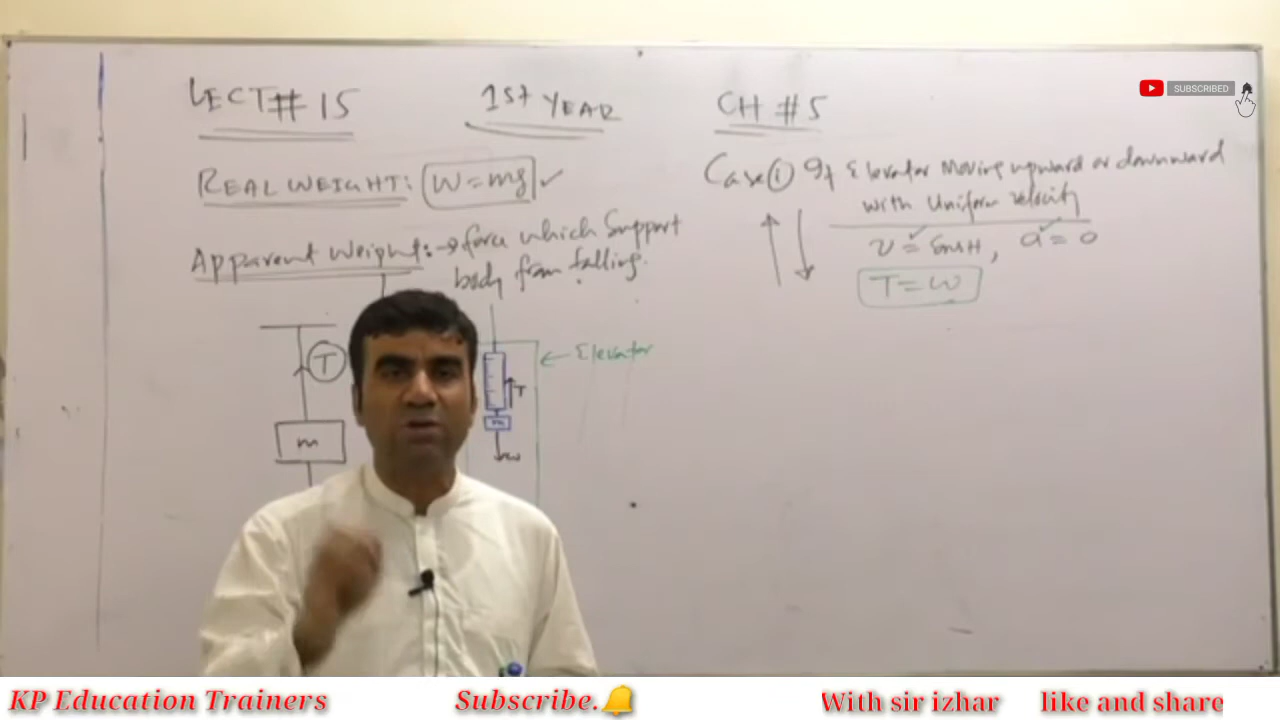 LECT# 15
1st YEAR
CH # 5
SUBSCRIBED
REAL WEIGHT: W = mg ✓
Apparent Weight: → force which Support
body from falling.
Case (i) If Elevator Moving upward or downward
with Uniform velocity
v = const, a = 0
T = W
T
m
Elevator
T
m
w
KP Education Trainers
Subscribe.
With sir izhar
like and share